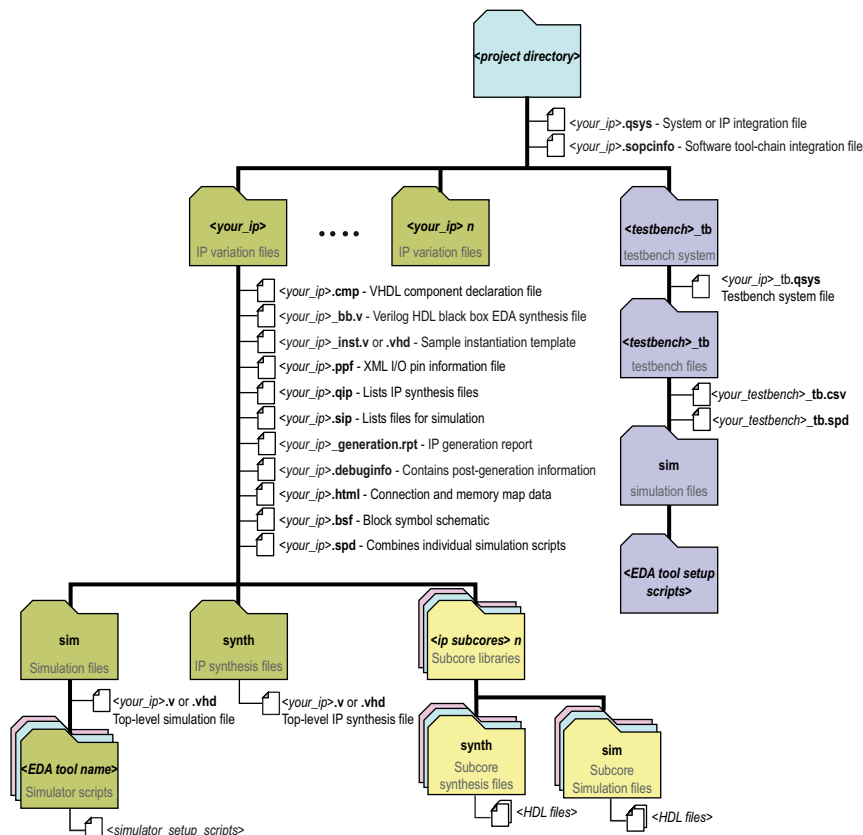 <project directory>
<your_ip>.qsys - System or IP integration file
<your_ip>.sopcinfo - Software tool-chain integration file
<your_ip>
IP variation files
<your_ip> n
IP variation files
<testbench>_tb
testbench system
<your_ip>_tb.qsys
Testbench system file
<your_ip>.cmp - VHDL component declaration file
<your_ip>_bb.v - Verilog HDL black box EDA synthesis file
<your_ip>_inst.v or .vhd - Sample instantiation template
<your_ip>.ppf - XML I/O pin information file
<your_ip>.qip - Lists IP synthesis files
<your_ip>.sip - Lists files for simulation
<your_ip>_generation.rpt - IP generation report
<your_ip>.debuginfo - Contains post-generation information
<your_ip>.html - Connection and memory map data
<your_ip>.bsf - Block symbol schematic
<your_ip>.spd - Combines individual simulation scripts
<testbench>_tb
testbench files
<your_testbench>_tb.csv
<your_testbench>_tb.spd
sim
simulation files
<EDA tool setup
scripts>
sim
Simulation files
<your_ip>.v or .vhd
Top-level simulation file
<EDA tool name>
Simulator scripts
<simulator_setup_scripts>
synth
IP synthesis files
<your_ip>.v or .vhd
Top-level IP synthesis file
<ip subcores> n
Subcore libraries
synth
Subcore
synthesis files
<HDL files>
sim
Subcore
Simulation files
<HDL files>